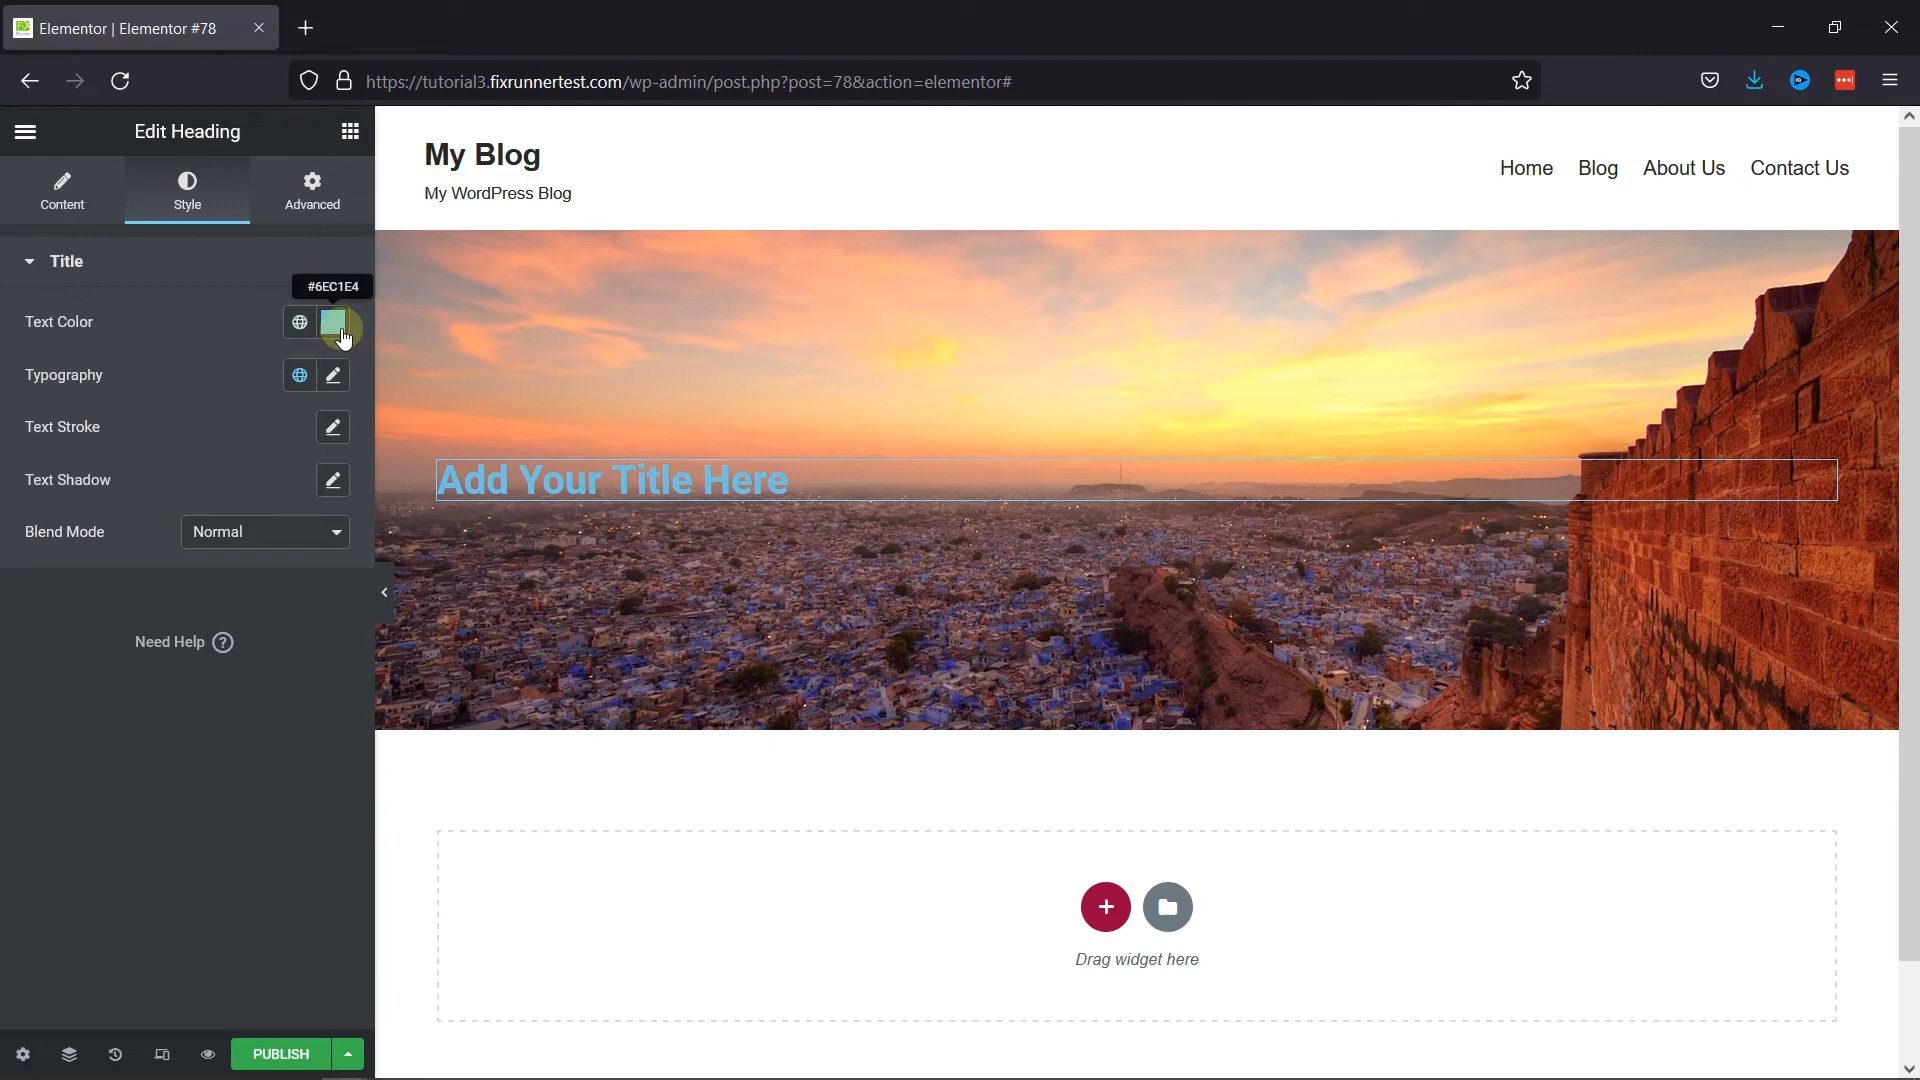 Elementor | Elementor #78
https://tutorial3.fixrunnertest.com/wp-admin/post.php?post=78&action=elementor#
Edit Heading
Content
Style
Advanced
Title
#6EC1E4
Text Color
Typography
Text Stroke
Text Shadow
Blend Mode
Normal
Need Help ?
PUBLISH
My Blog
My WordPress Blog
Home
Blog
About Us
Contact Us
Add Your Title Here
Drag widget here